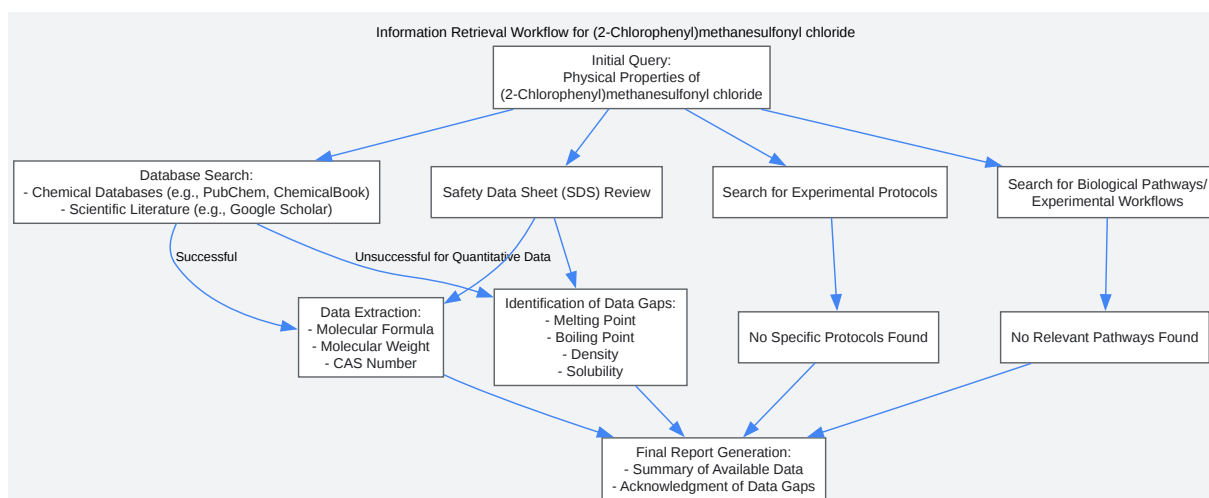 Information Retrieval Workflow for (2-Chlorophenyl)methanesulfonyl chloride
Initial Query:
Physical Properties of
(2-Chlorophenyl)methanesulfonyl chloride
Database Search:
- Chemical Databases (e.g., PubChem, ChemicalBook)
- Scientific Literature (e.g., Google Scholar)
Safety Data Sheet (SDS) Review
Search for Experimental Protocols
Search for Biological Pathways/
Experimental Workflows
Successful
Unsuccessful for Quantitative Data
Data Extraction:
- Molecular Formula
- Molecular Weight
- CAS Number
Identification of Data Gaps:
- Melting Point
- Boiling Point
- Density
- Solubility
No Specific Protocols Found
No Relevant Pathways Found
Final Report Generation:
- Summary of Available Data
- Acknowledgment of Data Gaps